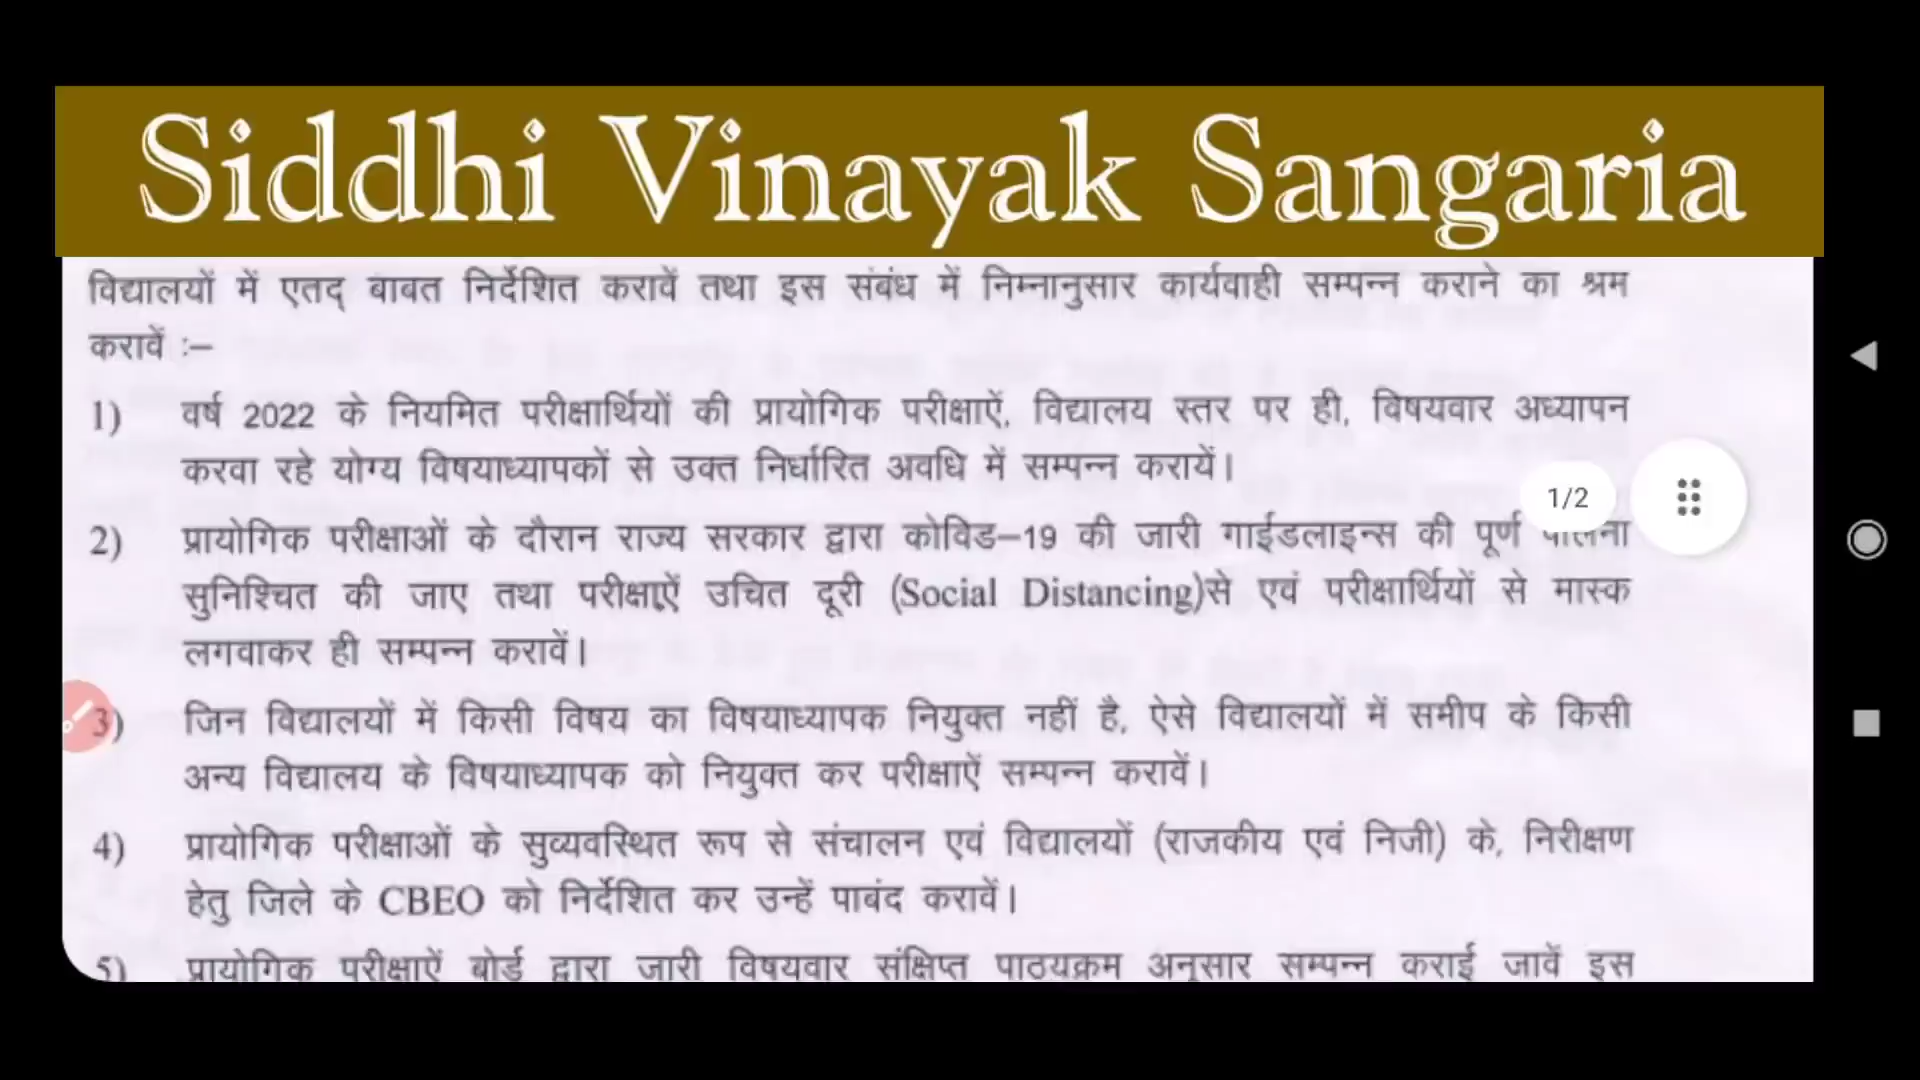 Siddhi Vinayak Sangaria
विद्यालयों में एतद् बाबत निर्देशित करावें तथा इस संबंध में निम्नानुसार कार्यवाही सम्पन्न कराने का श्रम
करावें :–
1) वर्ष 2022 के नियमित परीक्षार्थियों की प्रायोगिक परीक्षाऐं, विद्यालय स्तर पर ही, विषयवार अध्यापन
करवा रहे योग्य विषयाध्यापकों से उक्त निर्धारित अवधि में सम्पन्न करायें।
1/2
2) प्रायोगिक परीक्षाओं के दौरान राज्य सरकार द्वारा कोविड–19 की जारी गाईडलाइन्स की पूर्ण पालना
सुनिश्चित की जाए तथा परीक्षाऐं उचित दूरी (Social Distancing)से एवं परीक्षार्थियों से मास्क
लगवाकर ही सम्पन्न करावें।
3) जिन विद्यालयों में किसी विषय का विषयाध्यापक नियुक्त नहीं है, ऐसे विद्यालयों में समीप के किसी
अन्य विद्यालय के विषयाध्यापक को नियुक्त कर परीक्षाऐं सम्पन्न करावें।
4) प्रायोगिक परीक्षाओं के सुव्यवस्थित रूप से संचालन एवं विद्यालयों (राजकीय एवं निजी) के, निरीक्षण
हेतु जिले के CBEO को निर्देशित कर उन्हें पाबंद करावें।
5) प्रायोगिक परीक्षाऐं बोर्ड द्वारा जारी विषयवार संक्षिप्त पाठयक्रम अनुसार सम्पन्न कराई जावें इस